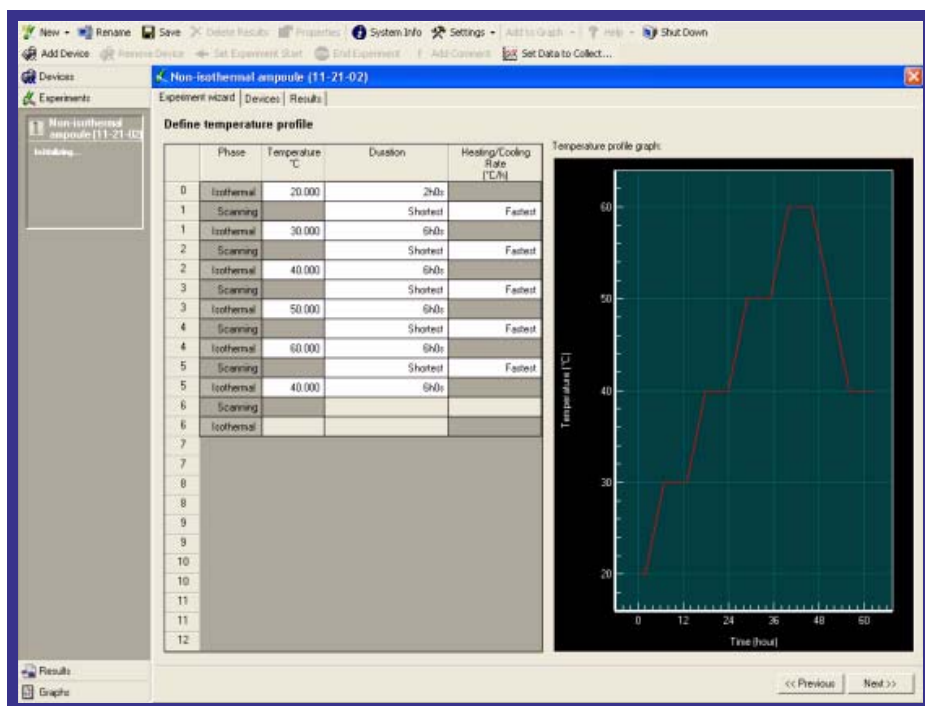 New Rename Save Delete Results Properties System Info Settings Add to Graph Help Shut Down
Add Device Remove Device Set Experiment Start End Experiment Add Comment Set Data to Collect...
Devices
Experiments
1 Non-isothermal
ampoule (11-21-02)
Initializing...
Results
Graphs
Non-isothermal ampoule (11-21-02)
Experiment wizard Devices Results
Define temperature profile
Phase Temperature °C Duration Heating/Cooling Rate [°C/h]
0 Isothermal 20.000 2h0s
1 Scanning Shortest Fastest
1 Isothermal 30.000 6h0s
2 Scanning Shortest Fastest
2 Isothermal 40.000 6h0s
3 Scanning Shortest Fastest
3 Isothermal 50.000 6h0s
4 Scanning Shortest Fastest
4 Isothermal 60.000 6h0s
5 Scanning Shortest Fastest
5 Isothermal 40.000 6h0s
6 Scanning
6 Isothermal
7
7
8
8
9
9
10
10
11
11
12
Temperature profile graph:
60
50
40
30
20
Temperature [°C]
0 12 24 36 48 60
Time [hour]
<< Previous Next >>